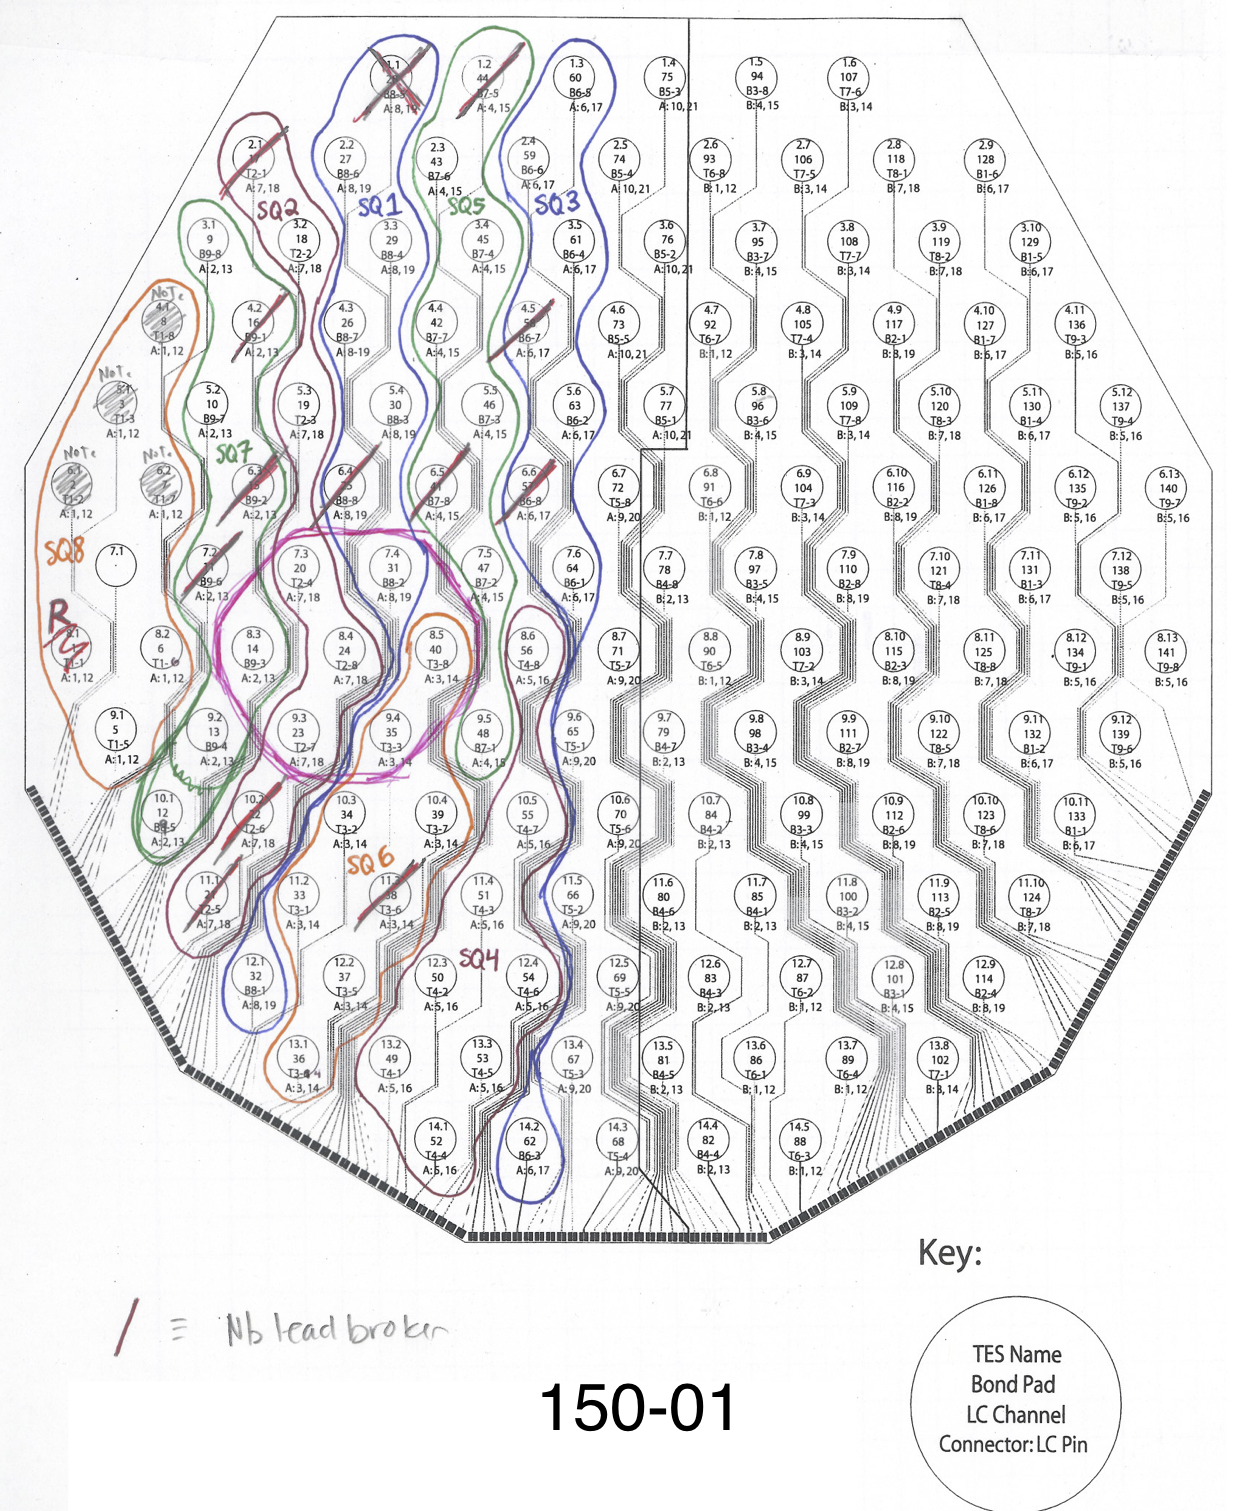 1.1
A:8,19
1.2
44
B7-5
A:4,15
1.3
60
B6-5
A:6,17
1.4
75
B5-3
A:10,21
1.5
94
B3-8
B:4,15
1.6
107
T7-6
B:3,14
2.1
T2-1
A:7,18
2.2
27
B8-6
A:8,19
2.3
43
B7-6
A:4,15
2.4
59
B6-6
A:6,17
2.5
74
B5-4
A:10,21
2.6
93
T6-8
B:1,12
2.7
106
T7-5
B:3,14
2.8
118
T8-1
B:7,18
2.9
128
B1-6
B:6,17
SQ2
SQ1
SQ5
SQ3
3.1
9
B9-8
A:2,13
3.2
18
T2-2
A:7,18
3.3
29
B8-4
A:8,19
3.4
45
B7-4
A:4,15
3.5
61
B6-4
A:6,17
3.6
76
B5-2
A:10,21
3.7
95
B3-7
B:4,15
3.8
108
T7-7
B:3,14
3.9
119
T8-2
B:7,18
3.10
129
B1-5
B:6,17
NoTc
4.1
8
T1-8
A:1,12
4.2
16
B9-1
A:2,13
4.3
26
B8-7
A:8-19
4.4
42
B7-7
A:4,15
4.5
B6-7
A:6,17
4.6
73
B5-5
A:10,21
4.7
92
T6-7
B:1,12
4.8
105
T7-4
B:3,14
4.9
117
B2-1
B:8,19
4.10
127
B1-7
B:6,17
4.11
136
T9-3
B:5,16
NoTc
5.1
3
T1-3
A:1,12
5.2
10
B9-7
A:2,13
5.3
19
T2-3
A:7,18
5.4
30
B8-3
A:8,19
5.5
46
B7-3
A:4,15
5.6
63
B6-2
A:6,17
5.7
77
B5-1
A:10,21
5.8
96
B3-6
B:4,15
5.9
109
T7-8
B:3,14
5.10
120
T8-3
B:7,18
5.11
130
B1-4
B:6,17
5.12
137
T9-4
B:5,16
NoTc
NoTc
SQ7
6.1
2
T1-2
A:1,12
6.2
7
T1-7
A:1,12
6.3
B9-2
A:2,13
6.4
B8-8
A:8,19
6.5
B7-8
A:4,15
6.6
B6-8
A:6,17
6.7
72
T5-8
A:9,20
6.8
91
T6-6
B:1,12
6.9
104
T7-3
B:3,14
6.10
116
B2-2
B:8,19
6.11
126
B1-8
B:6,17
6.12
135
T9-2
B:5,16
6.13
140
T9-7
B:5,16
SQ8
7.1
7.2
B9-6
A:2,13
7.3
20
T2-4
A:7,18
7.4
31
B8-2
A:8,19
7.5
47
B7-2
A:4,15
7.6
64
B6-1
A:6,17
7.7
78
B4-8
B:2,13
7.8
97
B3-5
B:4,15
7.9
110
B2-8
B:8,19
7.10
121
T8-4
B:7,18
7.11
131
B1-3
B:6,17
7.12
138
T9-5
B:5,16
R
8.1
T1-1
A:1,12
8.2
6
T1-6
A:1,12
8.3
14
B9-3
A:2,13
8.4
24
T2-8
A:7,18
8.5
40
T3-8
A:3,14
8.6
56
T4-8
A:5,16
8.7
71
T5-7
A:9,20
8.8
90
T6-5
B:1,12
8.9
103
T7-2
B:3,14
8.10
115
B2-3
B:8,19
8.11
125
T8-8
B:7,18
8.12
134
T9-1
B:5,16
8.13
141
T9-8
B:5,16
9.1
5
T1-5
A:1,12
9.2
13
B9-4
A:2,13
9.3
23
T2-7
A:7,18
9.4
35
T3-3
A:3,14
9.5
48
B7-1
A:4,15
9.6
65
T5-1
A:9,20
9.7
79
B4-7
B:2,13
9.8
98
B3-4
B:4,15
9.9
111
B2-7
B:8,19
9.10
122
T8-5
B:7,18
9.11
132
B1-2
B:6,17
9.12
139
T9-6
B:5,16
10.1
12
A:2,13
10.2
T2-6
A:7,18
10.3
34
T3-2
A:3,14
10.4
39
T3-7
A:3,14
10.5
55
T4-7
A:5,16
10.6
70
T5-6
A:9,20
10.7
84
B4-2
B:2,13
10.8
99
B3-3
B:4,15
10.9
112
B2-6
B:8,19
10.10
123
T8-6
B:7,18
10.11
133
B1-1
B:6,17
SQ6
11.1
T2-5
A:7,18
11.2
33
T3-1
A:3,14
T3-6
A:3,14
11.4
51
T4-3
A:5,16
11.5
66
T5-2
A:9,20
11.6
80
B4-6
B:2,13
11.7
85
B4-1
B:2,13
11.8
100
B3-2
B:4,15
11.9
113
B2-5
B:8,19
11.10
124
T8-7
B:7,18
SQ4
12.1
32
B8-1
A:8,19
12.2
37
T3-5
A:3,14
12.3
50
T4-2
A:5,16
12.4
54
T4-6
A:5,16
12.5
69
T5-5
A:9,20
12.6
83
B4-3
B:2,13
12.7
87
T6-2
B:1,12
12.8
101
B3-1
B:4,15
12.9
114
B2-4
B:8,19
13.1
36
A:3,14
13.2
49
T4-1
A:5,16
13.3
53
T4-5
A:5,16
13.4
67
T5-3
A:9,20
13.5
81
B4-5
B:2,13
13.6
86
T6-1
B:1,12
13.7
89
T6-4
B:1,12
13.8
102
T7-1
B:3,14
14.1
52
T4-4
A:5,16
14.2
62
B6-3
A:6,17
14.3
68
T5-4
A:9,20
14.4
82
B4-4
B:2,13
14.5
88
T6-3
B:1,12
Key:
/ ≡ Nb lead broken
TES Name
Bond Pad
LC Channel
Connector:LC Pin
150-01